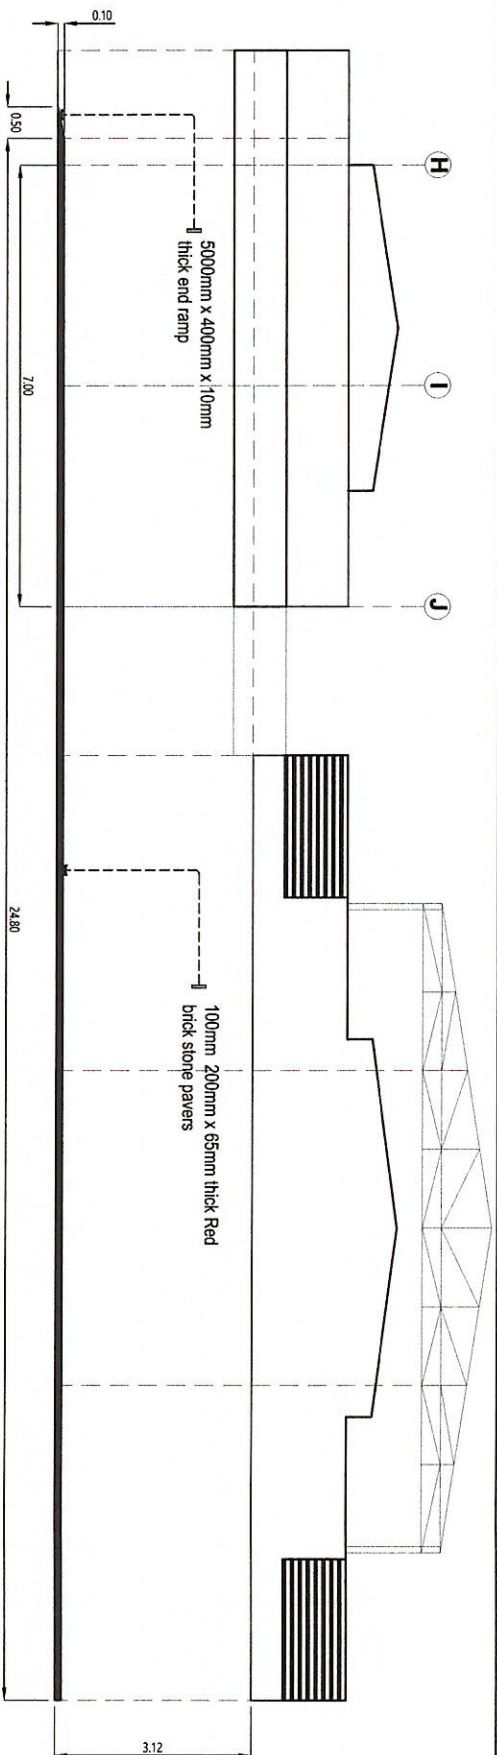 H
I
J
0.10
0.50
7.00
24.80
3.12
5000mm x 400mm x 10mm
thick end ramp
100mm 200mm x 65mm thick Red
brick stone pavers